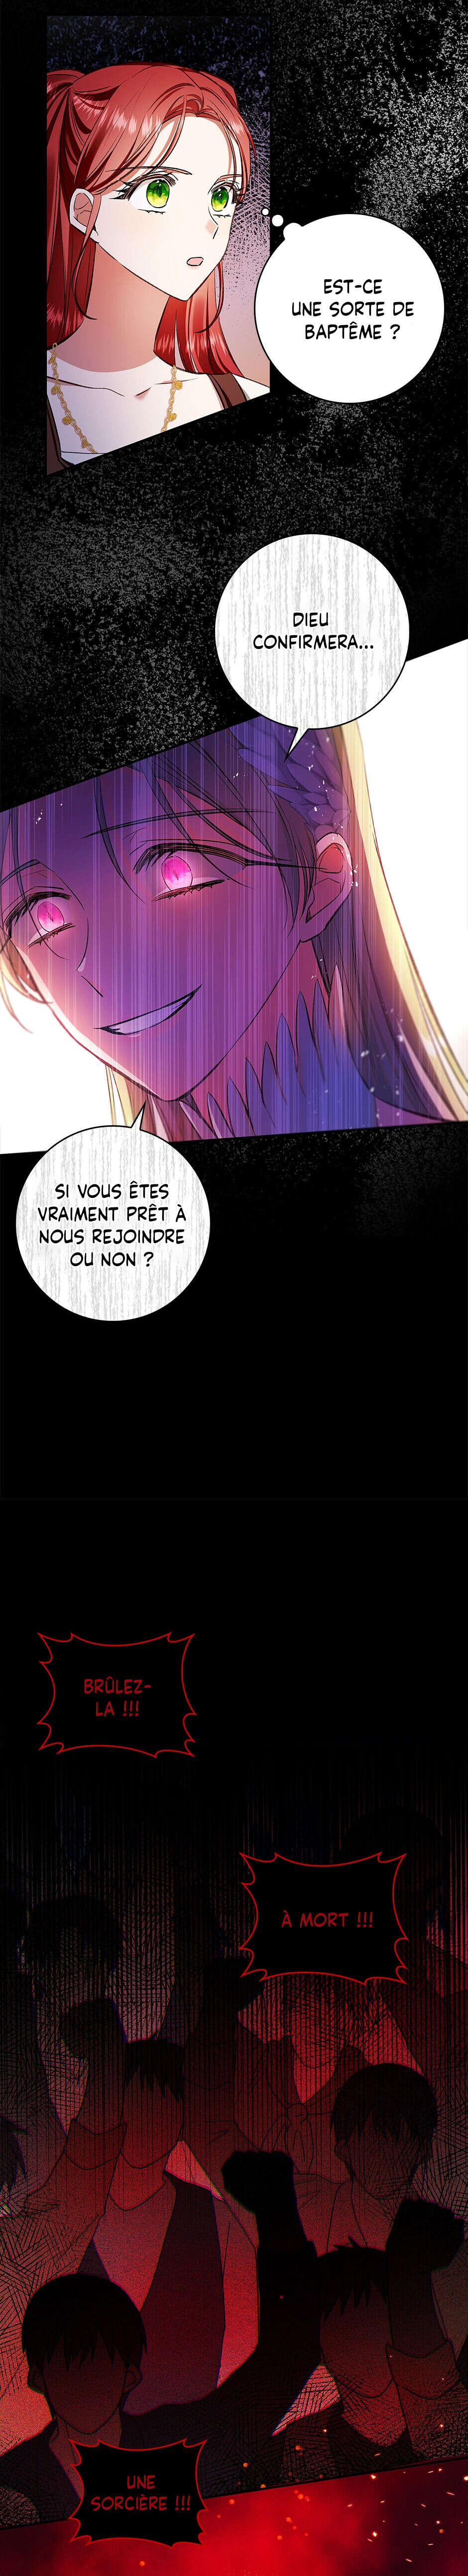 EST-CE
UNE SORTE DE
BAPTÊME ?
DIEU
CONFIRMERA...
SI VOUS ÊTES
VRAIMENT PRÊT À
NOUS REJOINDRE
OU NON ?
BRÛLEZ-
LA !!!
À MORT !!!
UNE
SORCIÈRE !!!